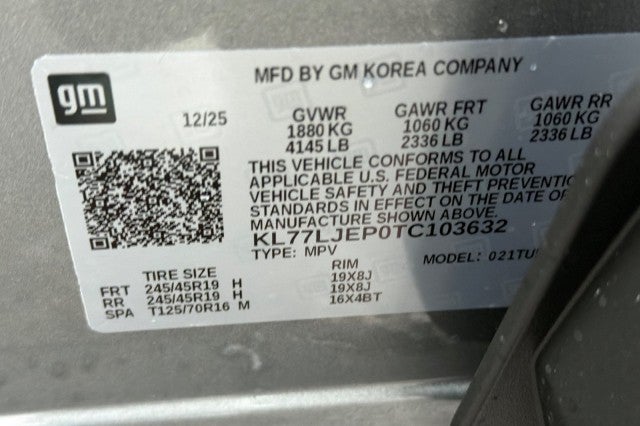 gm
MFD BY GM KOREA COMPANY
12/25 GVWR GAWR FRT GAWR RR
1880 KG 1060 KG 1060 KG
4145 LB 2336 LB 2336 LB
THIS VEHICLE CONFORMS TO ALL
APPLICABLE U.S. FEDERAL MOTOR
VEHICLE SAFETY AND THEFT PREVENTIO
STANDARDS IN EFFECT ON THE DATE OF
MANUFACTURE SHOWN ABOVE.
KL77LJEP0TC103632
TYPE: MPV MODEL: 021TU
TIRE SIZE RIM
FRT 245/45R19 H 19X8J
RR 245/45R19 H 19X8J
SPA T125/70R16 M 16X4BT